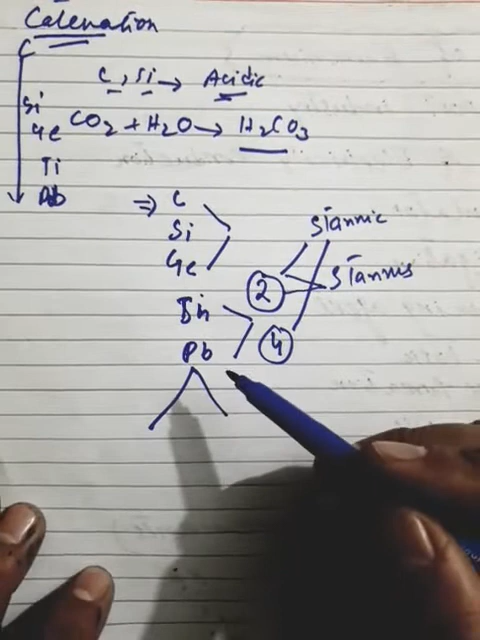 Catenation
C
C, Si → Acidic
Si
Ge CO2 + H2O → H2CO3
Ti
Pb
⇒ C
Si
Ge
Stannic
2 Stannus
Sn
Pb 4